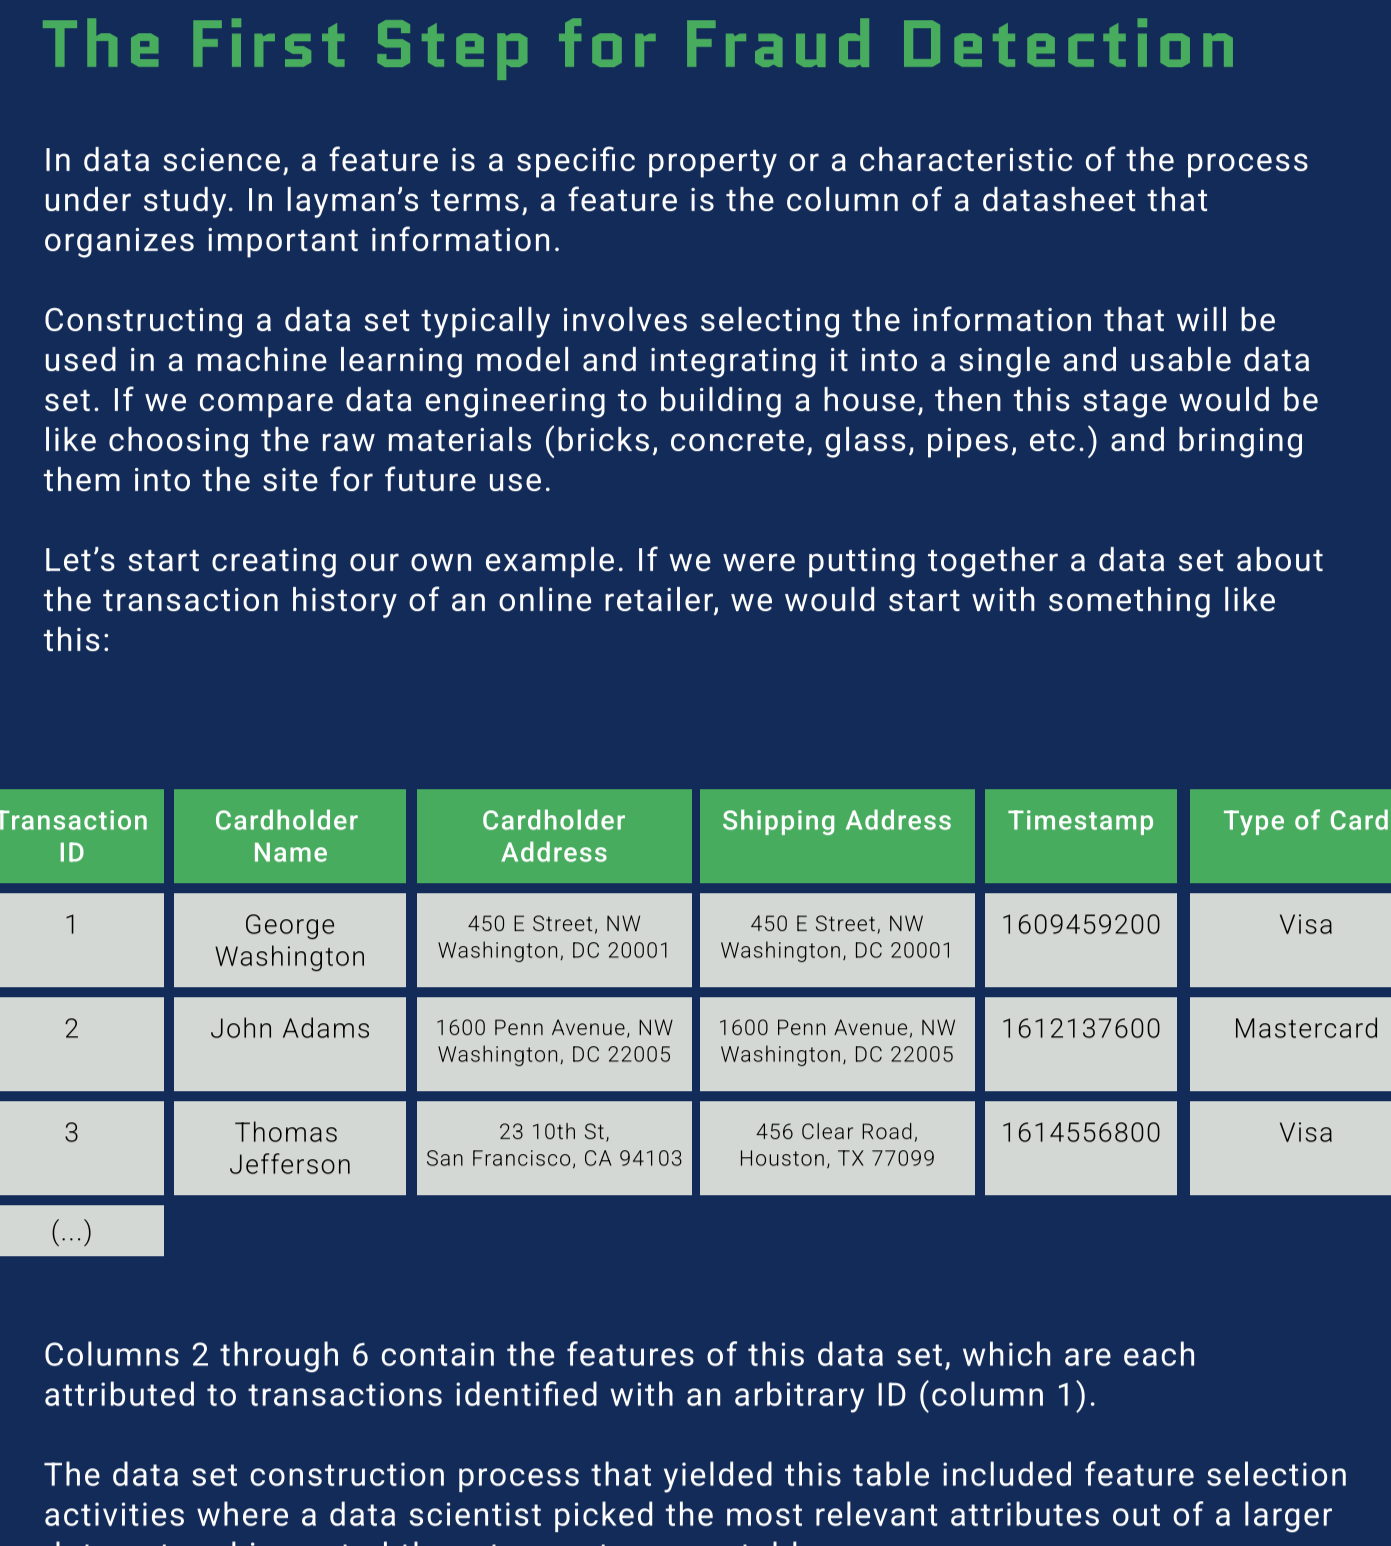 The First Step for Fraud Detection
In data science, a feature is a specific property or a characteristic of the process
under study. In layman’s terms, a feature is the column of a datasheet that
organizes important information.
Constructing a data set typically involves selecting the information that will be
used in a machine learning model and integrating it into a single and usable data
set. If we compare data engineering to building a house, then this stage would be
like choosing the raw materials (bricks, concrete, glass, pipes, etc.) and bringing
them into the site for future use.
Let’s start creating our own example. If we were putting together a data set about
the transaction history of an online retailer, we would start with something like
this:
Transaction ID
Cardholder Name
Cardholder Address
Shipping Address
Timestamp
Type of Card
1
George
Washington
450 E Street, NW
Washington, DC 20001
450 E Street, NW
Washington, DC 20001
1609459200
Visa
2
John Adams
1600 Penn Avenue, NW
Washington, DC 22005
1600 Penn Avenue, NW
Washington, DC 22005
1612137600
Mastercard
3
Thomas
Jefferson
23 10th St,
San Francisco, CA 94103
456 Clear Road,
Houston, TX 77099
1614556800
Visa
(...)
Columns 2 through 6 contain the features of this data set, which are each
attributed to transactions identified with an arbitrary ID (column 1).
The data set construction process that yielded this table included feature selection
activities where a data scientist picked the most relevant attributes out of a larger